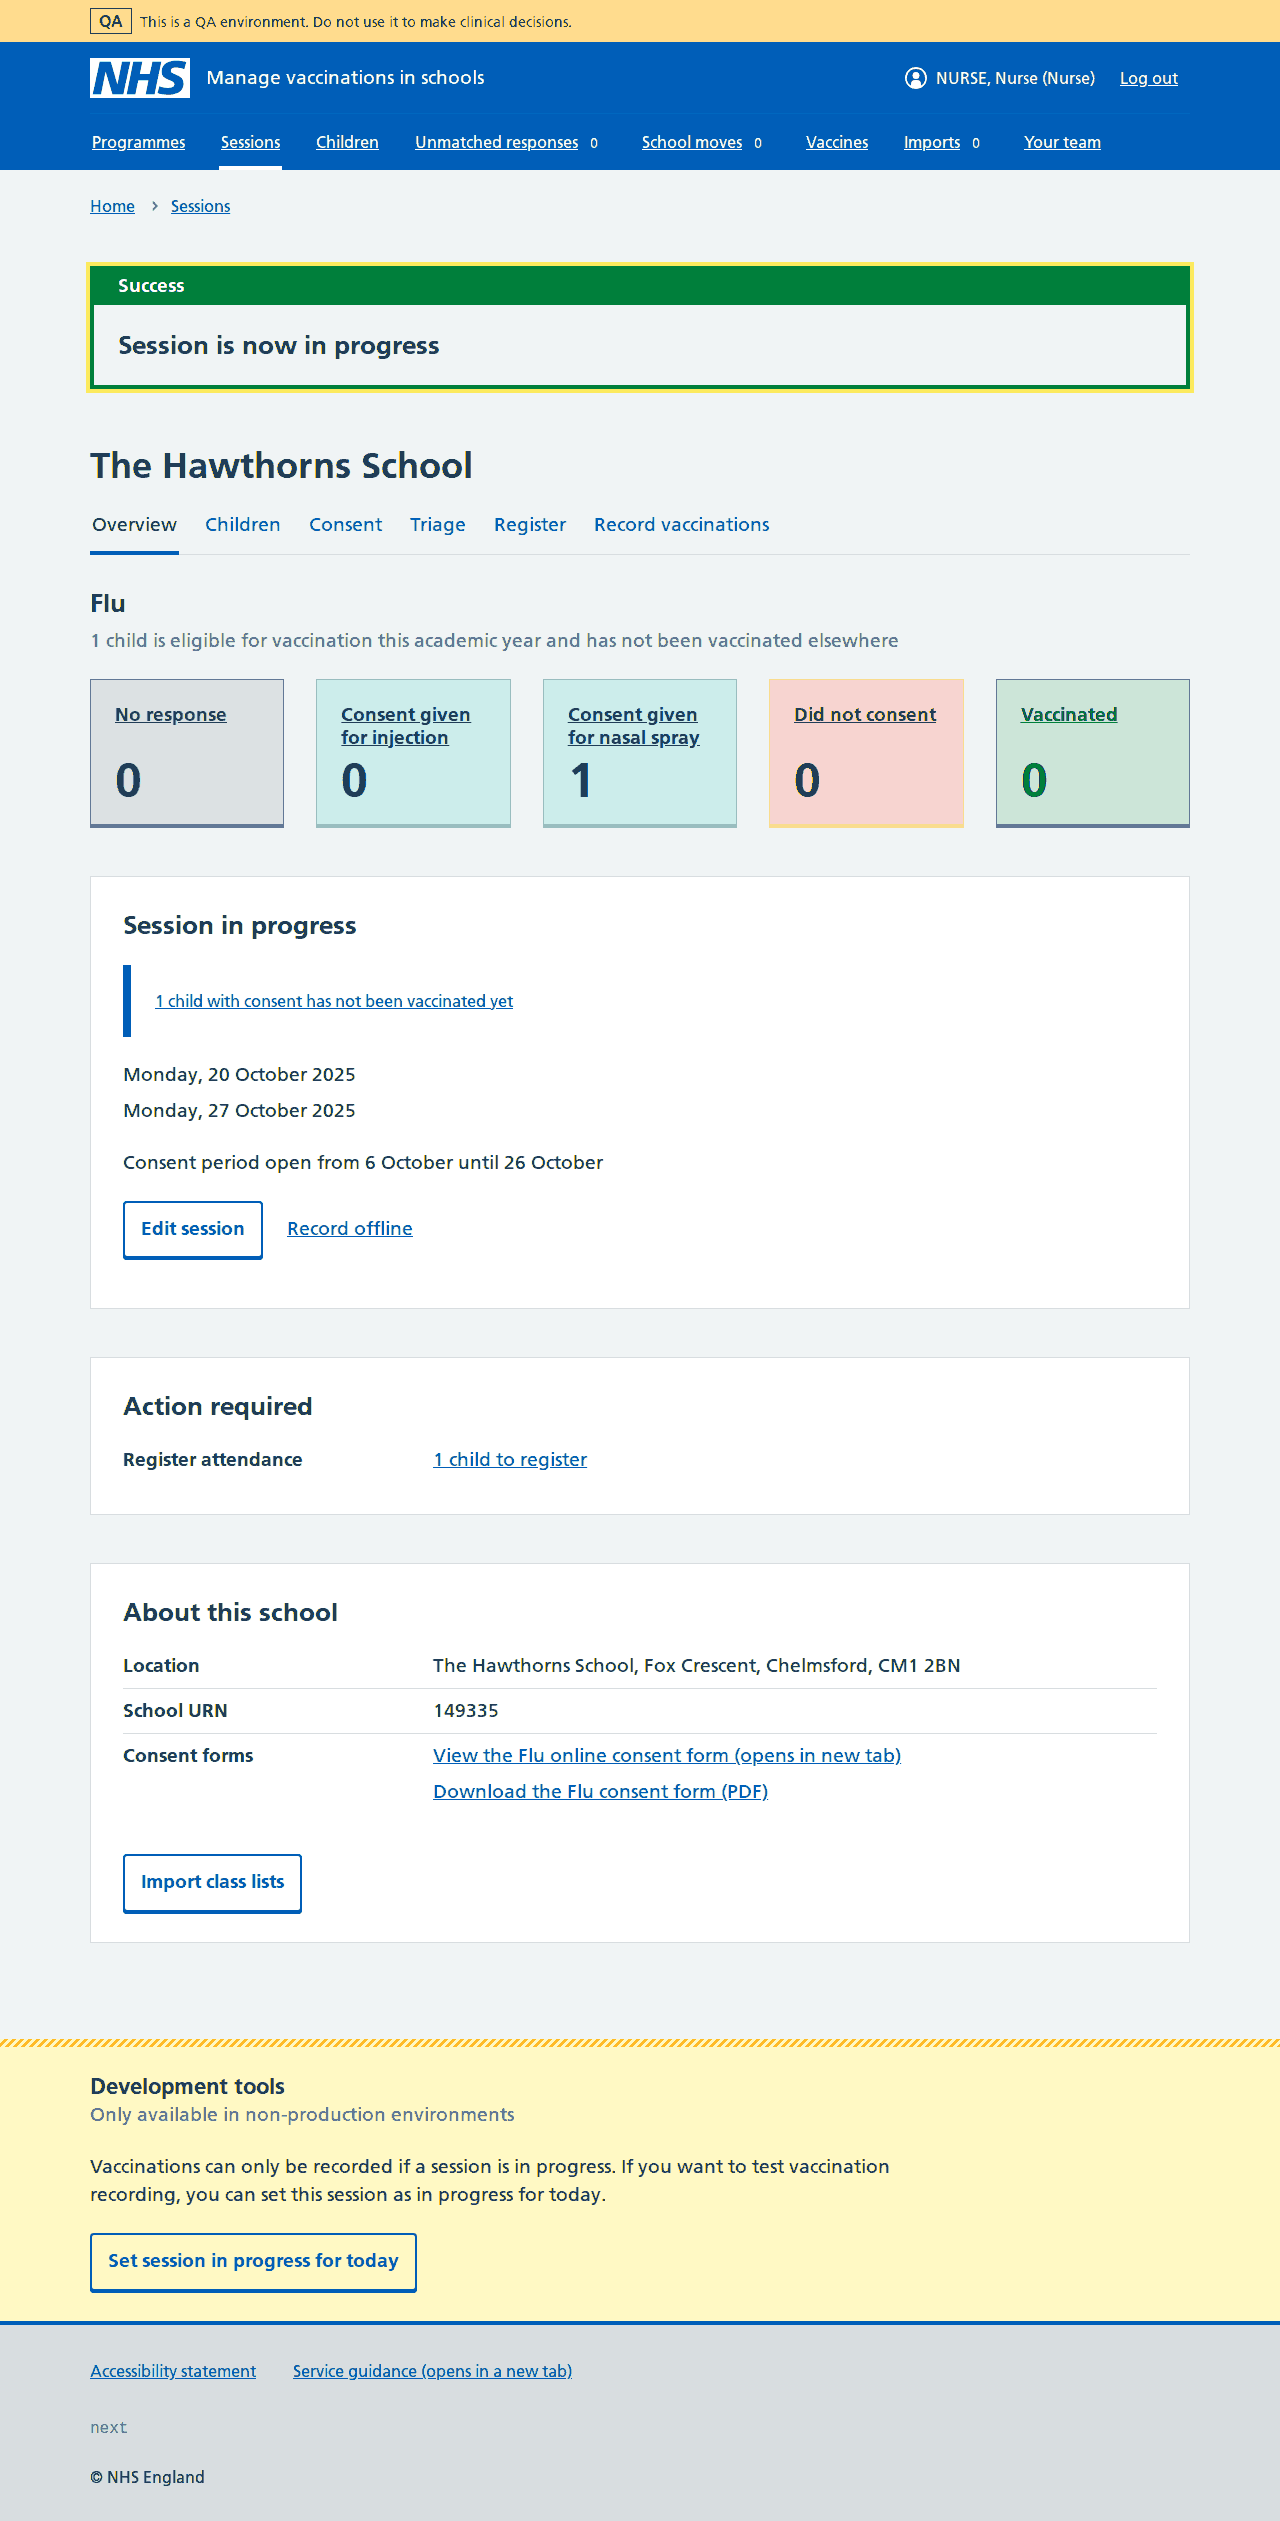 QA This is a QA environment. Do not use it to make clinical decisions.
NHS Manage vaccinations in schools NURSE, Nurse (Nurse) Log out
Programmes Sessions Children Unmatched responses 0 School moves 0 Vaccines Imports 0 Your team
Home Sessions
Success
Session is now in progress
The Hawthorns School
Overview Children Consent Triage Register Record vaccinations
Flu
1 child is eligible for vaccination this academic year and has not been vaccinated elsewhere
No response
0
Consent given
for injection
0
Consent given
for nasal spray
1
Did not consent
0
Vaccinated
0
Session in progress
1 child with consent has not been vaccinated yet
Monday, 20 October 2025
Monday, 27 October 2025
Consent period open from 6 October until 26 October
Edit session Record offline
Action required
Register attendance 1 child to register
About this school
Location The Hawthorns School, Fox Crescent, Chelmsford, CM1 2BN
School URN 149335
Consent forms View the Flu online consent form (opens in new tab)
Download the Flu consent form (PDF)
Import class lists
Development tools
Only available in non-production environments
Vaccinations can only be recorded if a session is in progress. If you want to test vaccination
recording, you can set this session as in progress for today.
Set session in progress for today
Accessibility statement Service guidance (opens in a new tab)
next
© NHS England